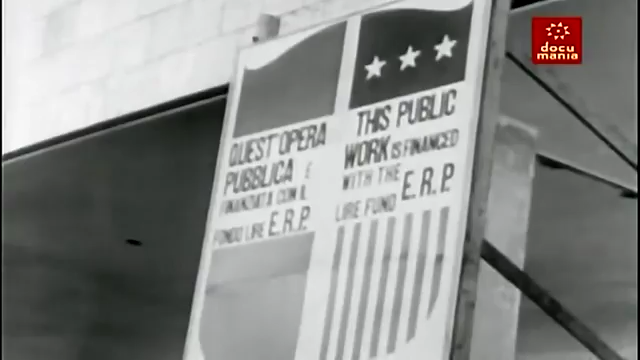 docu
mania
QUEST'OPERA
PUBBLICA È
FINANZIATA CON IL
FONDO LIRE E.R.P.
THIS PUBLIC
WORK IS FINANCED
WITH THE
LIRE FUND E.R.P.